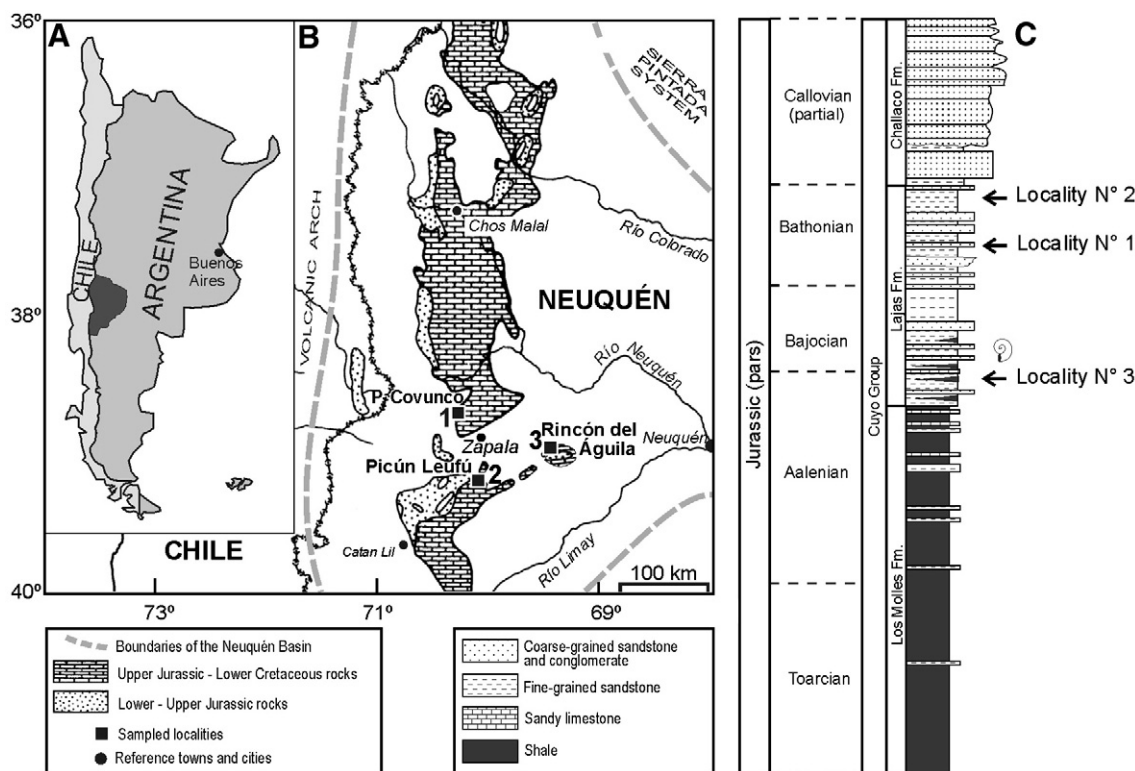 36º
38º
40º
A
CHILE
ARGENTINA
Buenos
Aires
CHILE
73º
B
VOLCANIC ARCH
SIERRA
PINTADA
SYSTEM
Chos Malal
Río Colorado
NEUQUÉN
Río
Neuquén
P. Covunco
1
Zapala
3
Rincón del
Águila
Neuquén
Picún Leufú
2
Catan Lil
Río Limay
100 km
71º
69º
Boundaries of the Neuquén Basin
Upper Jurassic - Lower Cretaceous rocks
Lower - Upper Jurassic rocks
Sampled localities
Reference towns and cities
Coarse-grained sandstone
and conglomerate
Fine-grained sandstone
Sandy limestone
Shale
C
Jurassic (pars)
Callovian
(partial)
Bathonian
Bajocian
Aalenian
Toarcian
Cuyo Group
Challaco Fm.
Lajas Fm.
Los Molles Fm.
Locality N° 2
Locality N° 1
Locality N° 3